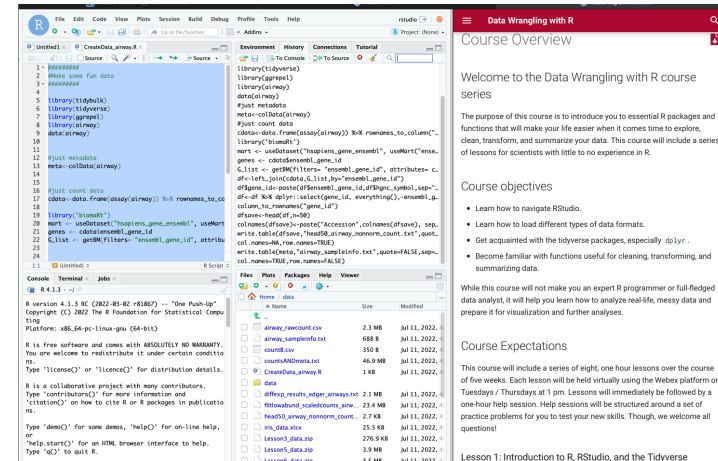 File Edit Code View Plots Session Build Debug Profile Tools Help
rstudio
Go to file/function
Addins
Project: (None)
Untitled1
CreateData_airway.R
Source
Source
1 #########
2 #Make some fun data
3 #########
4
5 library(tidybulk)
6 library(tidyverse)
7 library(ggrepel)
8 library(airway)
9 data(airway)
10
11
12 #just metadata
13 meta<-colData(airway)
14
15
16 #just count data
17 cdata<-data.frame(assay(airway)) %>% rownames_to_co
18
19 library('biomaRt')
20 mart <- useDataset("hsapiens_gene_ensembl", useMart
21 genes <- cdata$ensembl_gene_id
22 G_list <- getBM(filters= "ensembl_gene_id", attribu
23
24
1:1 (Untitled) R Script
Console Terminal Jobs
R 4.1.3 · ~/
R version 4.1.3 RC (2022-03-02 r81867) -- "One Push-Up"
Copyright (C) 2022 The R Foundation for Statistical Compu
ting
Platform: x86_64-pc-linux-gnu (64-bit)
R is free software and comes with ABSOLUTELY NO WARRANTY.
You are welcome to redistribute it under certain conditio
ns.
Type 'license()' or 'licence()' for distribution details.
R is a collaborative project with many contributors.
Type 'contributors()' for more information and
'citation()' on how to cite R or R packages in publicatio
ns.
Type 'demo()' for some demos, 'help()' for on-line help,
or
'help.start()' for an HTML browser interface to help.
Type 'q()' to quit R.
Environment History Connections Tutorial
To Console To Source
library(tidyverse)
library(ggrepel)
library(airway)
data(airway)
#just metadata
meta<-colData(airway)
#just count data
cdata<-data.frame(assay(airway)) %>% rownames_to_column("…
library('biomaRt')
mart <- useDataset("hsapiens_gene_ensembl", useMart("ense…
genes <- cdata$ensembl_gene_id
G_list <- getBM(filters= "ensembl_gene_id", attributes= c…
df<-left_join(cdata,G_list,by="ensembl_gene_id")
df$gene_id<-paste(df$ensembl_gene_id,df$hgnc_symbol,sep="…
df<-df %>% dplyr::select(gene_id, everything(),-ensembl_g…
column_to_rownames("gene_id")
dfsave<-head(df,n=50)
colnames(dfsave)<-paste("Accession",colnames(dfsave), sep…
write.table(dfsave,"head50_airway_nonnorm_count.txt",quot…
col.names=NA,row.names=TRUE)
write.table(meta,"airway_sampleinfo.txt",quote=FALSE,sep=…
col.names=TRUE,row.names=FALSE)
Files Plots Packages Help Viewer
Home data
Name Size Modified
..
airway_rawcount.csv 2.3 MB Jul 11, 2022,
airway_sampleinfo.txt 688 B Jul 11, 2022,
countB.csv 350 B Jul 11, 2022,
countsANDmeta.txt 46.9 MB Jul 11, 2022,
CreateData_airway.R 1 KB Jul 11, 2022,
data
diffexp_results_edger_airways.txt 2.1 MB Jul 11, 2022,
filtlowabund_scaledcounts_airw… 23.4 MB Jul 11, 2022,
head50_airway_nonnorm_count… 2.7 KB Jul 11, 2022,
iris_data.xlsx 25.5 KB Jul 11, 2022,
Lesson3_data.zip 276.9 KB Jul 11, 2022,
Lesson5_data.zip 3.9 MB Jul 11, 2022,
Lesson6_data.zip 3.5 MB Jul 11, 2022,
Data Wrangling with R
Course Overview
Welcome to the Data Wrangling with R course
series
The purpose of this course is to introduce you to essential R packages and
functions that will make your life easier when it comes time to explore,
clean, transform, and summarize your data. This course will include a series
of lessons for scientists with little to no experience in R.
Course objectives
• Learn how to navigate RStudio.
• Learn how to load different types of data formats.
• Get acquainted with the tidyverse packages, especially dplyr.
• Become familiar with functions useful for cleaning, transforming, and
summarizing data.
While this course will not make you an expert R programmer or full-fledged
data analyst, it will help you learn how to analyze real-life, messy data and
prepare it for visualization and further analyses.
Course Expectations
This course will include a series of eight, one hour lessons over the course
of five weeks. Each lesson will be held virtually using the Webex platform on
Tuesdays / Thursdays at 1 pm. Lessons will immediately be followed by a
one-hour help session. Help sessions will be structured around a set of
practice problems for you to test your new skills. Though, we welcome all
questions!
Lesson 1: Introduction to R, RStudio, and the Tidyverse